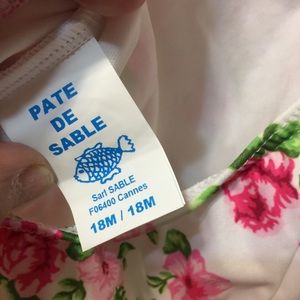 PATE
DE
SABLE
Sarl SABLE
F06400 Cannes
18M / 18M